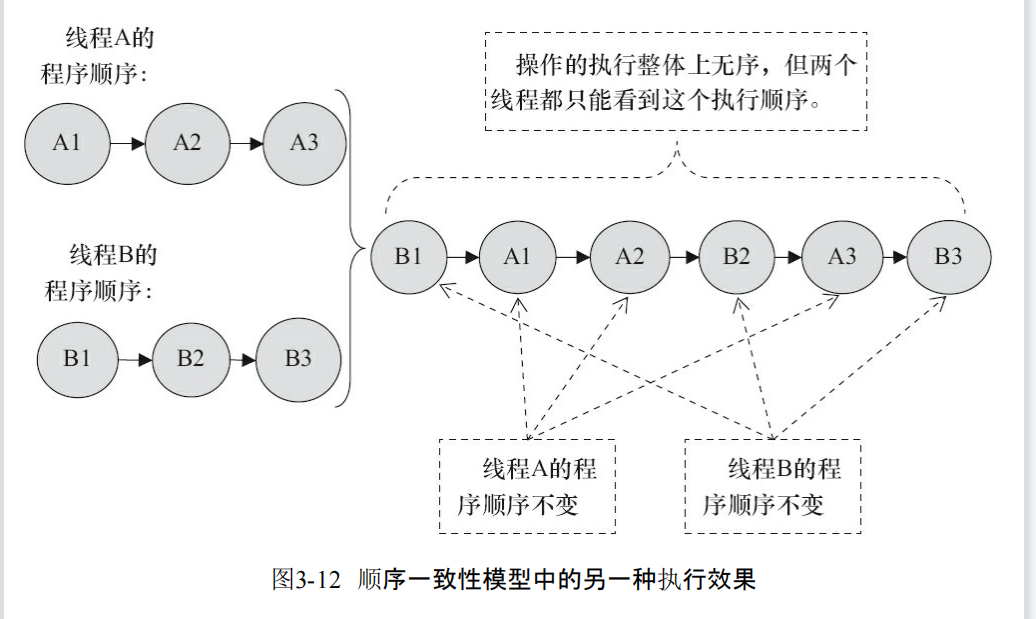 线程A的
程序顺序：
A1
A2
A3
线程B的
程序顺序：
B1
B2
B3
操作的执行整体上无序，但两个
线程都只能看到这个执行顺序。
B1
A1
A2
B2
A3
B3
线程A的程
序顺序不变
线程B的程
序顺序不变
图3-12 顺序一致性模型中的另一种执行效果